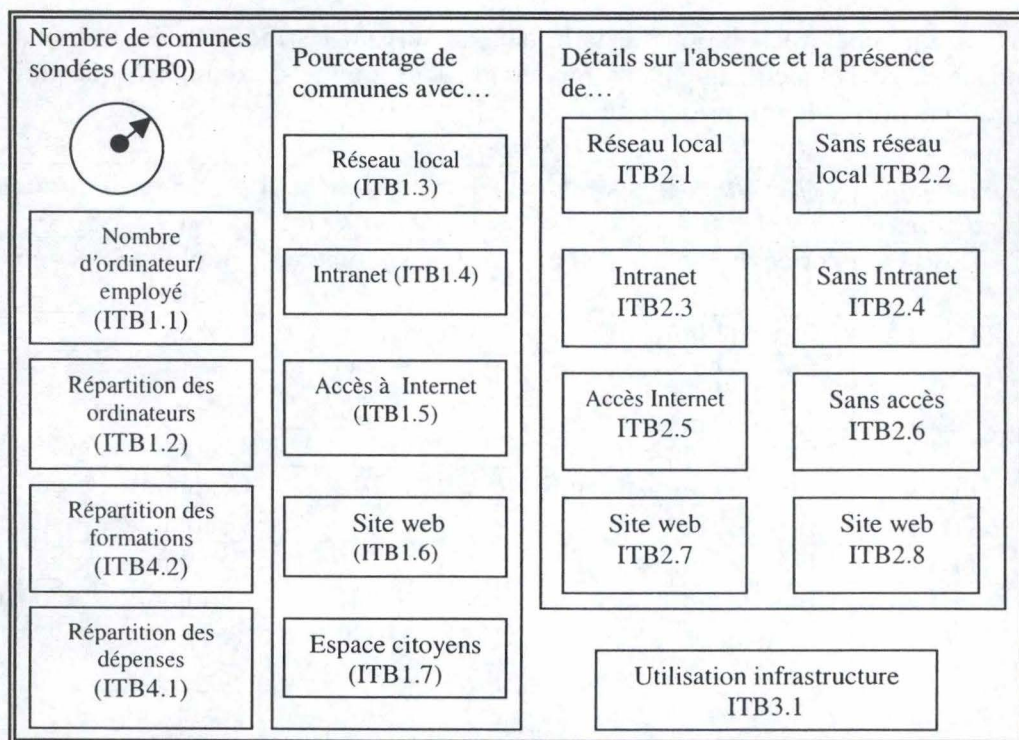 Nombre de comunes
sondées (ITB0)
Nombre
d'ordinateur/
employé
(ITB1.1)
Répartition des
ordinateurs
(ITB1.2)
Répartition des
formations
(ITB4.2)
Répartition des
dépenses
(ITB4.1)
Pourcentage de
communes avec…
Réseau local
(ITB1.3)
Intranet (ITB1.4)
Accès à Internet
(ITB1.5)
Site web
(ITB1.6)
Espace citoyens
(ITB1.7)
Détails sur l'absence et la présence
de…
Réseau local
ITB2.1
Sans réseau
local ITB2.2
Intranet
ITB2.3
Sans Intranet
ITB2.4
Accès Internet
ITB2.5
Sans accès
ITB2.6
Site web
ITB2.7
Site web
ITB2.8
Utilisation infrastructure
ITB3.1